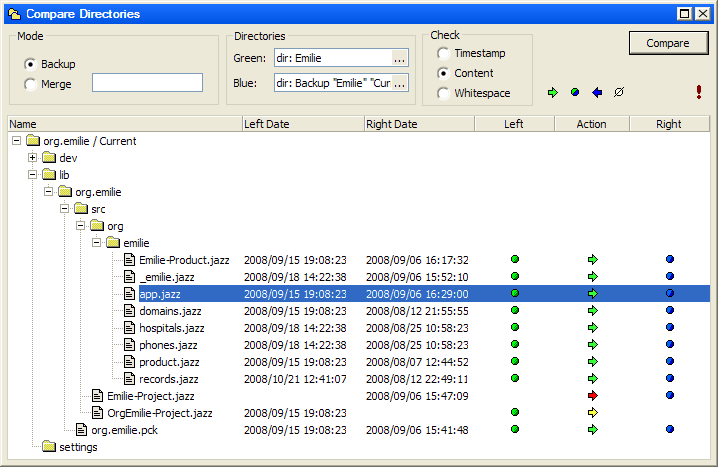 Compare Directories
Mode
Backup
Merge
Directories
Green: dir: Emilie ...
Blue: dir: Backup "Emilie" "Cur ...
Check
Timestamp
Content
Whitespace
Compare
Name Left Date Right Date Left Action Right
org.emilie / Current
dev
lib
org.emilie
src
org
emilie
Emilie-Product.jazz 2008/09/15 19:08:23 2008/09/06 16:17:32
_emilie.jazz 2008/09/18 14:22:38 2008/09/06 15:52:10
app.jazz 2008/09/15 19:08:23 2008/09/06 16:29:00
domains.jazz 2008/09/15 19:08:23 2008/08/12 21:55:55
hospitals.jazz 2008/09/18 14:22:38 2008/08/25 10:58:23
phones.jazz 2008/09/18 14:22:38 2008/08/25 10:58:23
product.jazz 2008/09/15 19:08:23 2008/08/07 12:44:52
records.jazz 2008/10/21 12:41:07 2008/08/12 22:49:11
Emilie-Project.jazz 2008/09/06 15:47:09
OrgEmilie-Project.jazz 2008/09/15 19:08:23
org.emilie.pck 2008/09/15 19:08:23 2008/09/06 15:41:48
settings